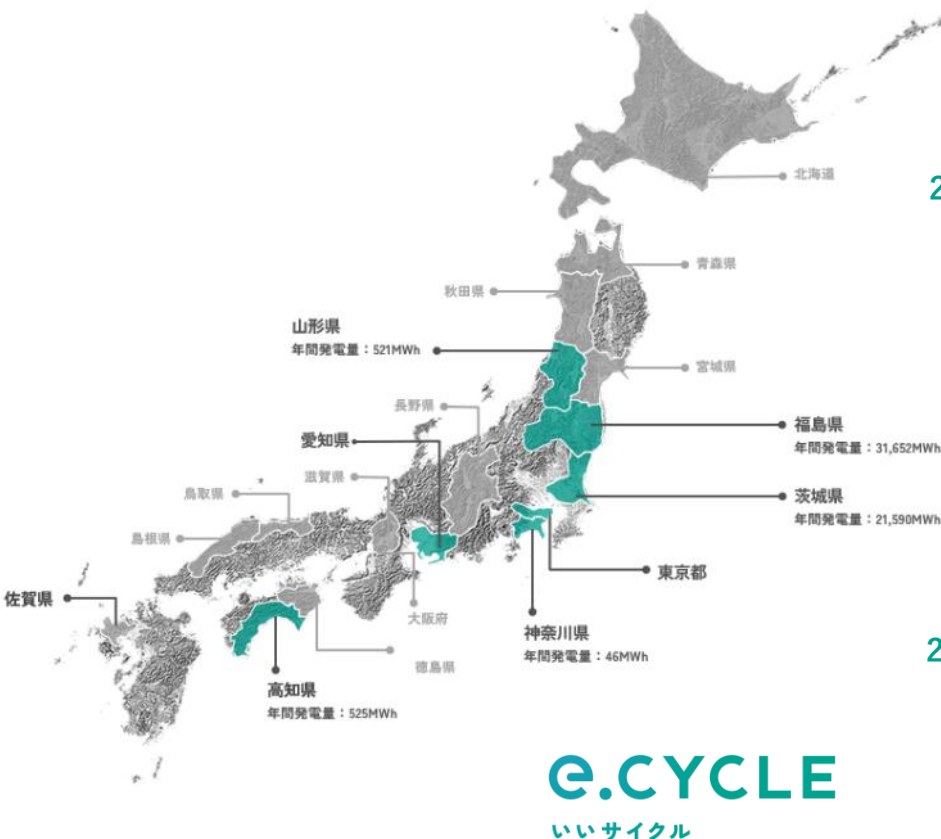 北海道
2
青森県
秋田県
山形県
年間発電量：521MWh
宮城県
長野県
福島県
年間発電量：31,652MWh
愛知県
滋賀県
茨城県
年間発電量：21,590MWh
鳥取県
島根県
東京都
佐賀県
大阪府
神奈川県
年間発電量：46MWh
徳島県
2
高知県
年間発電量：525MWh
e.CYCLE
いいサイクル